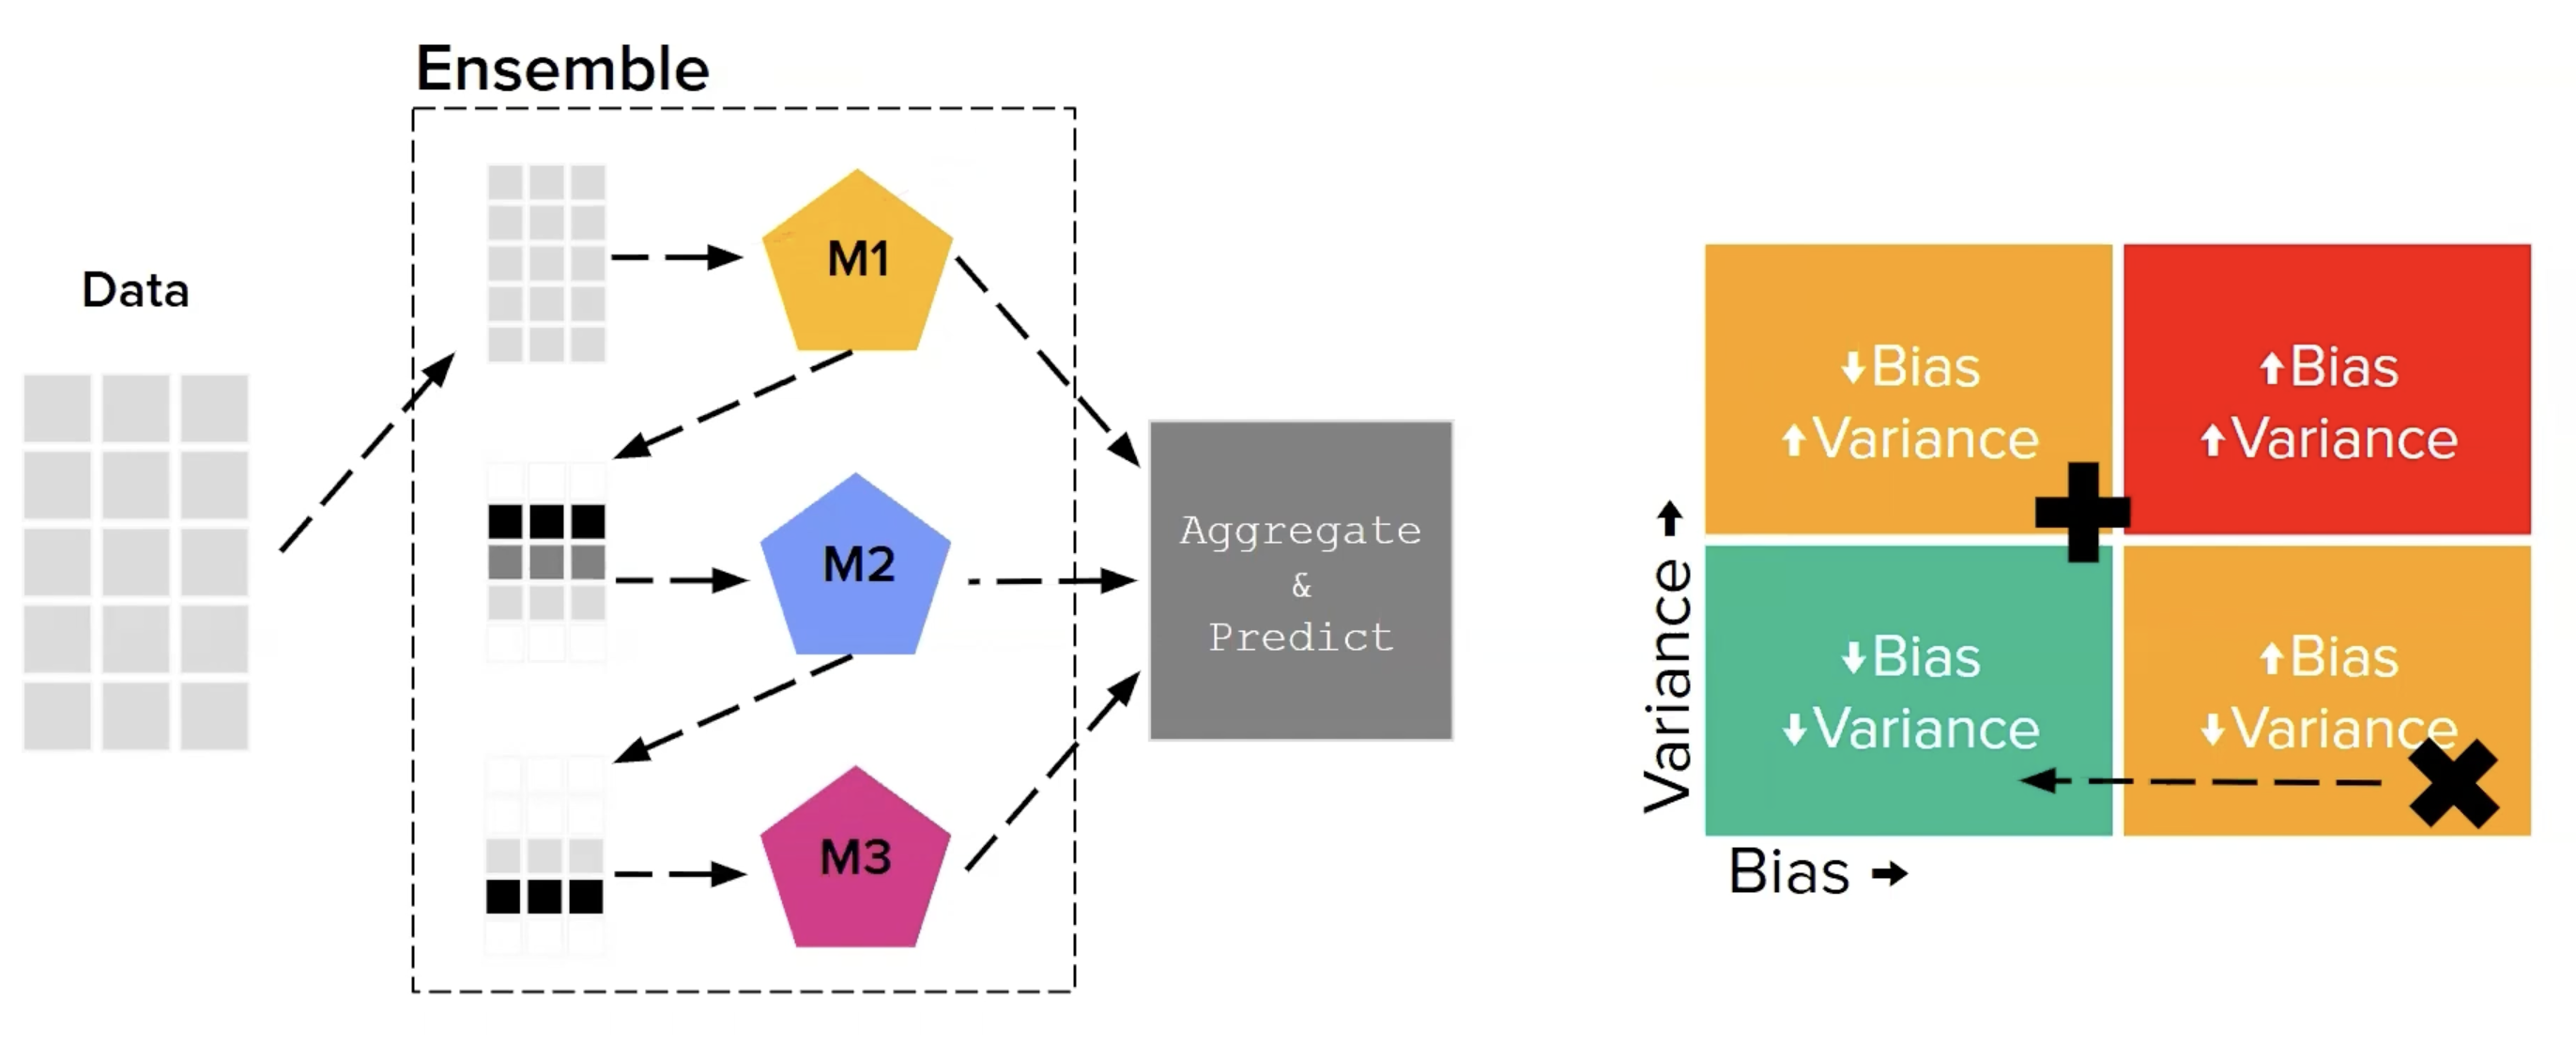 Ensemble
Data
M1
M2
M3
Aggregate
&
Predict
Variance ↑
↓Bias
↑Variance
↑Bias
↑Variance
↓Bias
↓Variance
↑Bias
↓Variance
Bias →